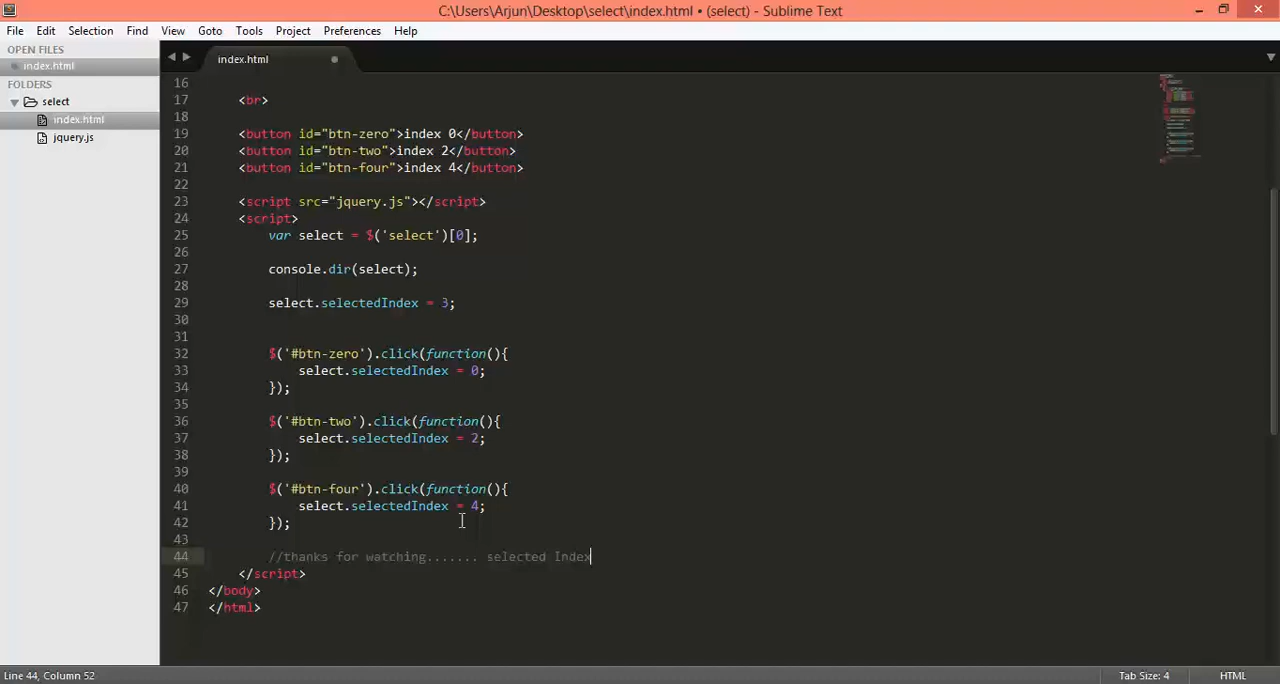 C:\Users\Arjun\Desktop\select\index.html • (select) - Sublime Text
File Edit Selection Find View Goto Tools Project Preferences Help
OPEN FILES
index.html
FOLDERS
select
index.html
jquery.js
index.html
16
17 <br>
18
19 <button id="btn-zero">index 0</button>
20 <button id="btn-two">index 2</button>
21 <button id="btn-four">index 4</button>
22
23 <script src="jquery.js"></script>
24 <script>
25 var select = $('select')[0];
26
27 console.dir(select);
28
29 select.selectedIndex = 3;
30
31
32 $('#btn-zero').click(function(){
33 select.selectedIndex = 0;
34 });
35
36 $('#btn-two').click(function(){
37 select.selectedIndex = 2;
38 });
39
40 $('#btn-four').click(function(){
41 select.selectedIndex = 4;
42 });
43
44 //thanks for watching....... selected Index
45 </script>
46 </body>
47 </html>
Line 44, Column 52
Tab Size: 4
HTML